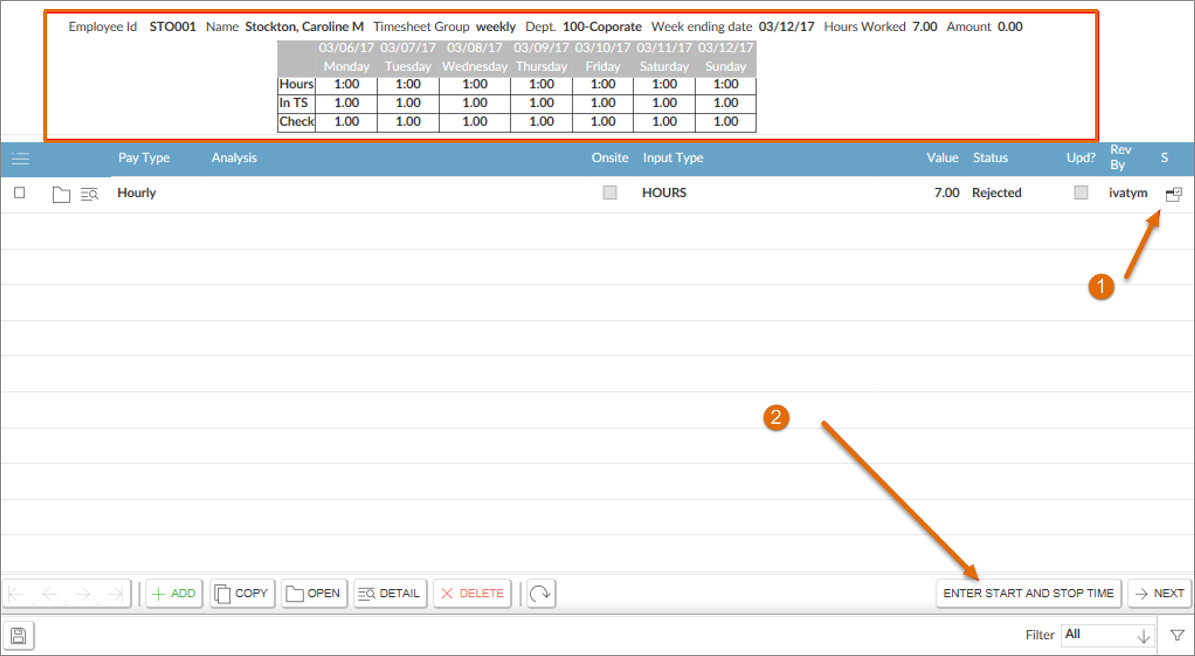 Employee Id STO001 Name Stockton, Caroline M Timesheet Group weekly Dept. 100-Coporate Week ending date 03/12/17 Hours Worked 7.00 Amount 0.00
03/06/17 03/07/17 03/08/17 03/09/17 03/10/17 03/11/17 03/12/17
Monday Tuesday Wednesday Thursday Friday Saturday Sunday
Hours 1:00 1:00 1:00 1:00 1:00 1:00 1:00
In TS 1.00 1.00 1.00 1.00 1.00 1.00 1.00
Check 1.00 1.00 1.00 1.00 1.00 1.00 1.00
Pay Type Analysis Onsite Input Type Value Status Upd? Rev By S
Hourly HOURS 7.00 Rejected ivatym
1
2
ADD COPY OPEN DETAIL DELETE ENTER START AND STOP TIME NEXT
Filter All